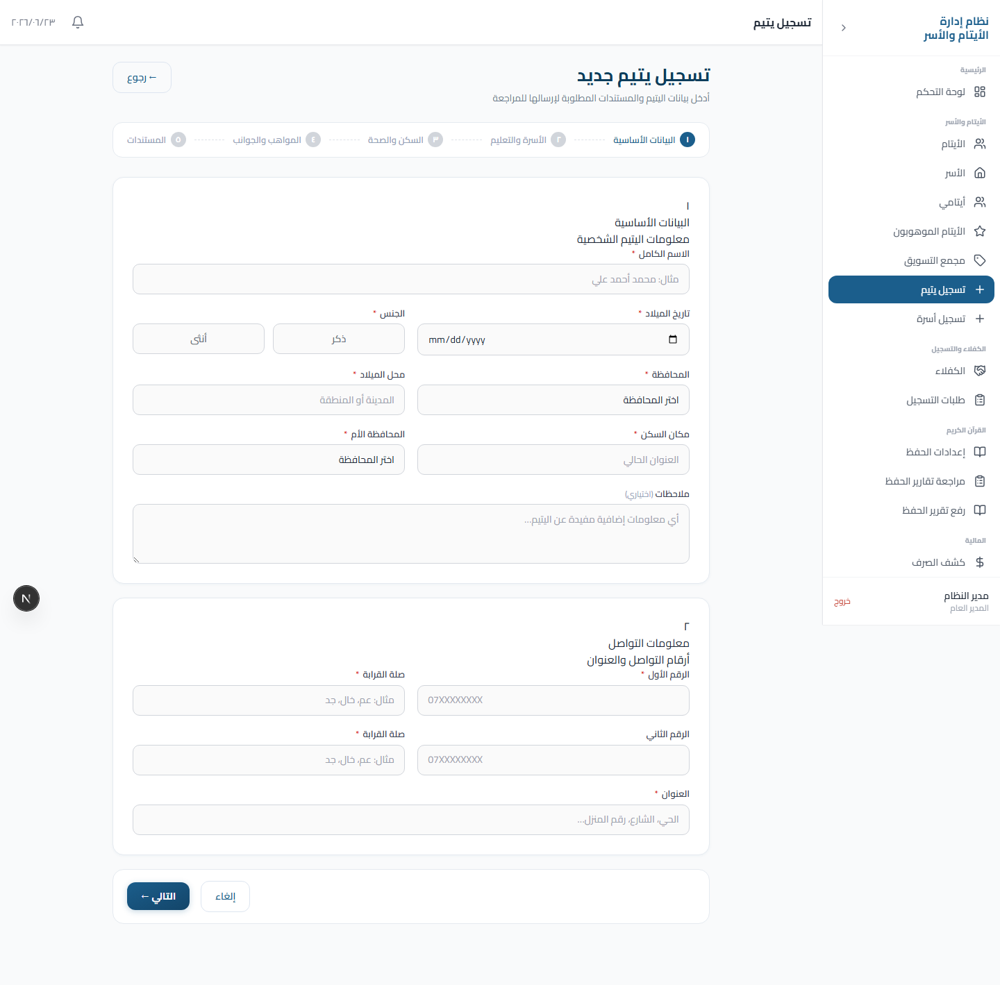 نظام إدارة
الأيتام والأسر
الرئيسية
لوحة التحكم
الأيتام والأسر
الأيتام
الأسر
أيتامي
الأيتام الموهوبون
مجمع التسويق
تسجيل يتيم
تسجيل أسرة
الكفلاء والتسجيل
الكفلاء
طلبات التسجيل
القرآن الكريم
إعدادات الحفظ
مراجعة تقارير الحفظ
رفع تقرير الحفظ
المالية
كشف الصرف
مدير النظام
المدير العام
خروج
تسجيل يتيم
٢٠٢٦/٠٦/٢٣
تسجيل يتيم جديد
أدخل بيانات اليتيم والمستندات المطلوبة لإرسالها للمراجعة
← رجوع
١ البيانات الأساسية
٢ الأسرة والتعليم
٣ السكن والصحة
٤ المواهب والجوانب
٥ المستندات
١
البيانات الأساسية
معلومات اليتيم الشخصية
الاسم الكامل *
مثال: محمد أحمد علي
تاريخ الميلاد *
الجنس *
mm/dd/yyyy
ذكر
أنثى
المحافظة *
محل الميلاد *
اختر المحافظة
المدينة أو المنطقة
مكان السكن *
المحافظة الأم *
العنوان الحالي
اختر المحافظة
ملاحظات (اختياري)
أي معلومات إضافية مفيدة عن اليتيم...
٢
معلومات التواصل
أرقام التواصل والعنوان
الرقم الأول *
صلة القرابة *
07XXXXXXXX
مثال: عم، خال، جد
الرقم الثاني
صلة القرابة *
07XXXXXXXX
مثال: عم، خال، جد
العنوان *
الحي، الشارع، رقم المنزل...
إلغاء
التالي ←
N